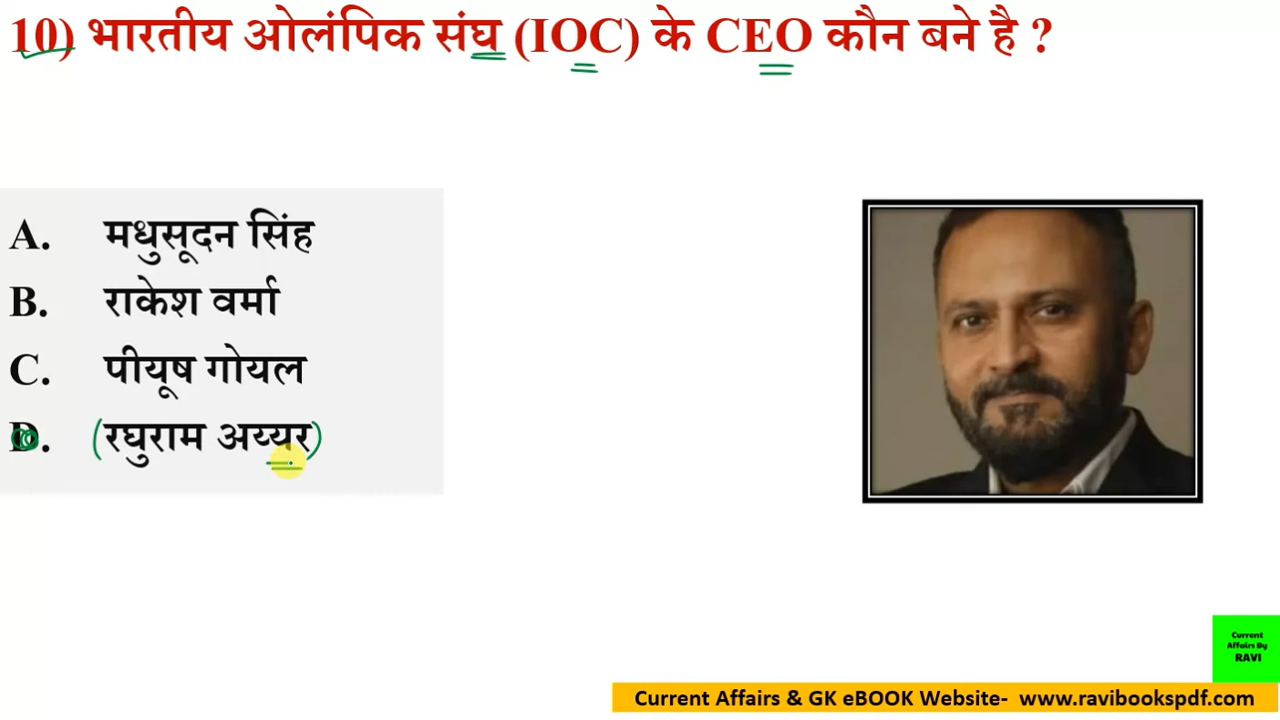 10) भारतीय ओलंपिक संघ (IOC) के CEO कौन बने है ?
A. मधुसूदन सिंह
B. राकेश वर्मा
C. पीयूष गोयल
D. (रघुराम अय्यर)
Current
Affairs By
RAVI
Current Affairs & GK eBOOK Website- www.ravibookspdf.com